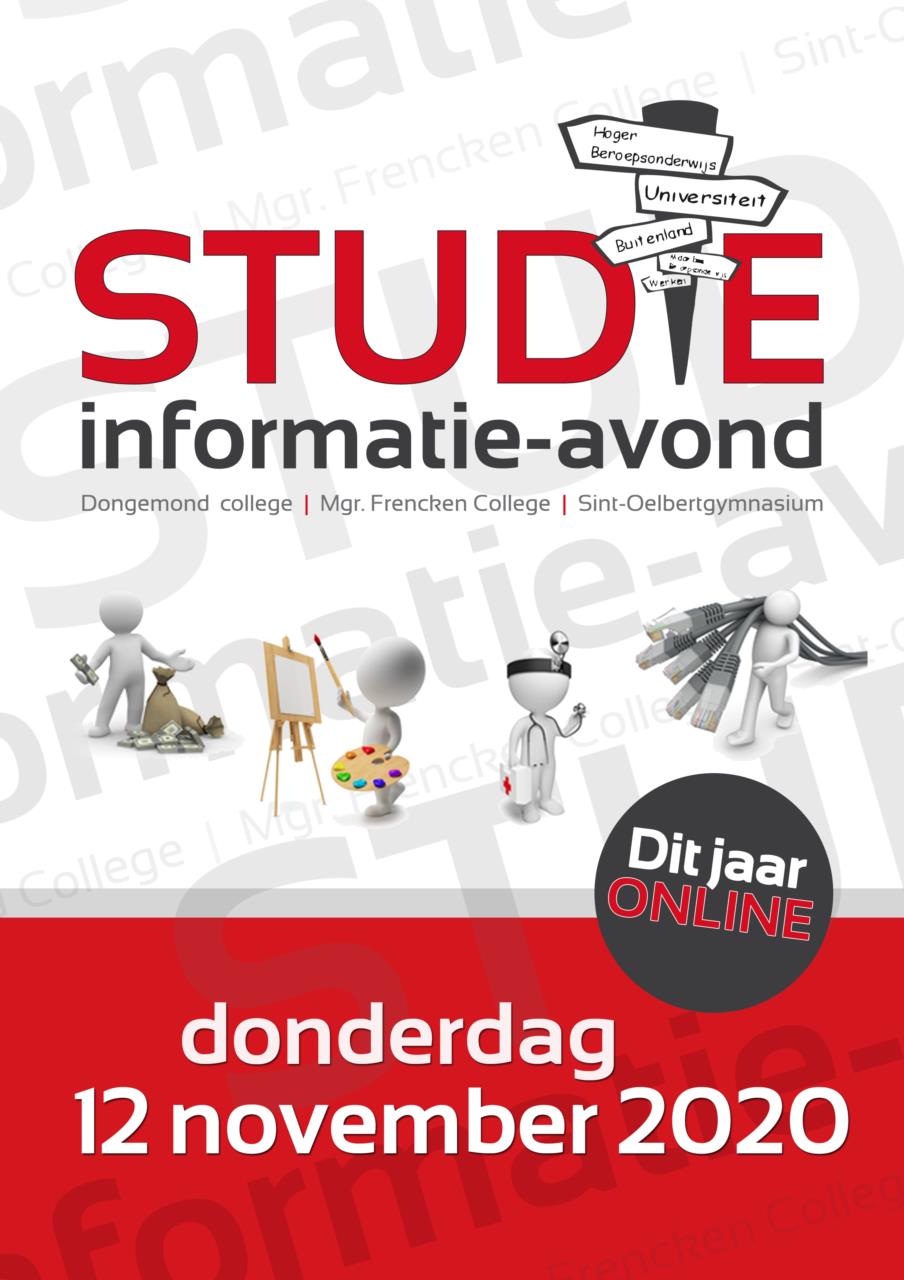 Hoger
Beroepsonderwijs
Universiteit
Buitenland
Werken
STUDIE
informatie-avond
Dongemond college | Mgr. Frencken College | Sint-Oelbertgymnasium
Dit jaar
ONLINE
donderdag
12 november 2020